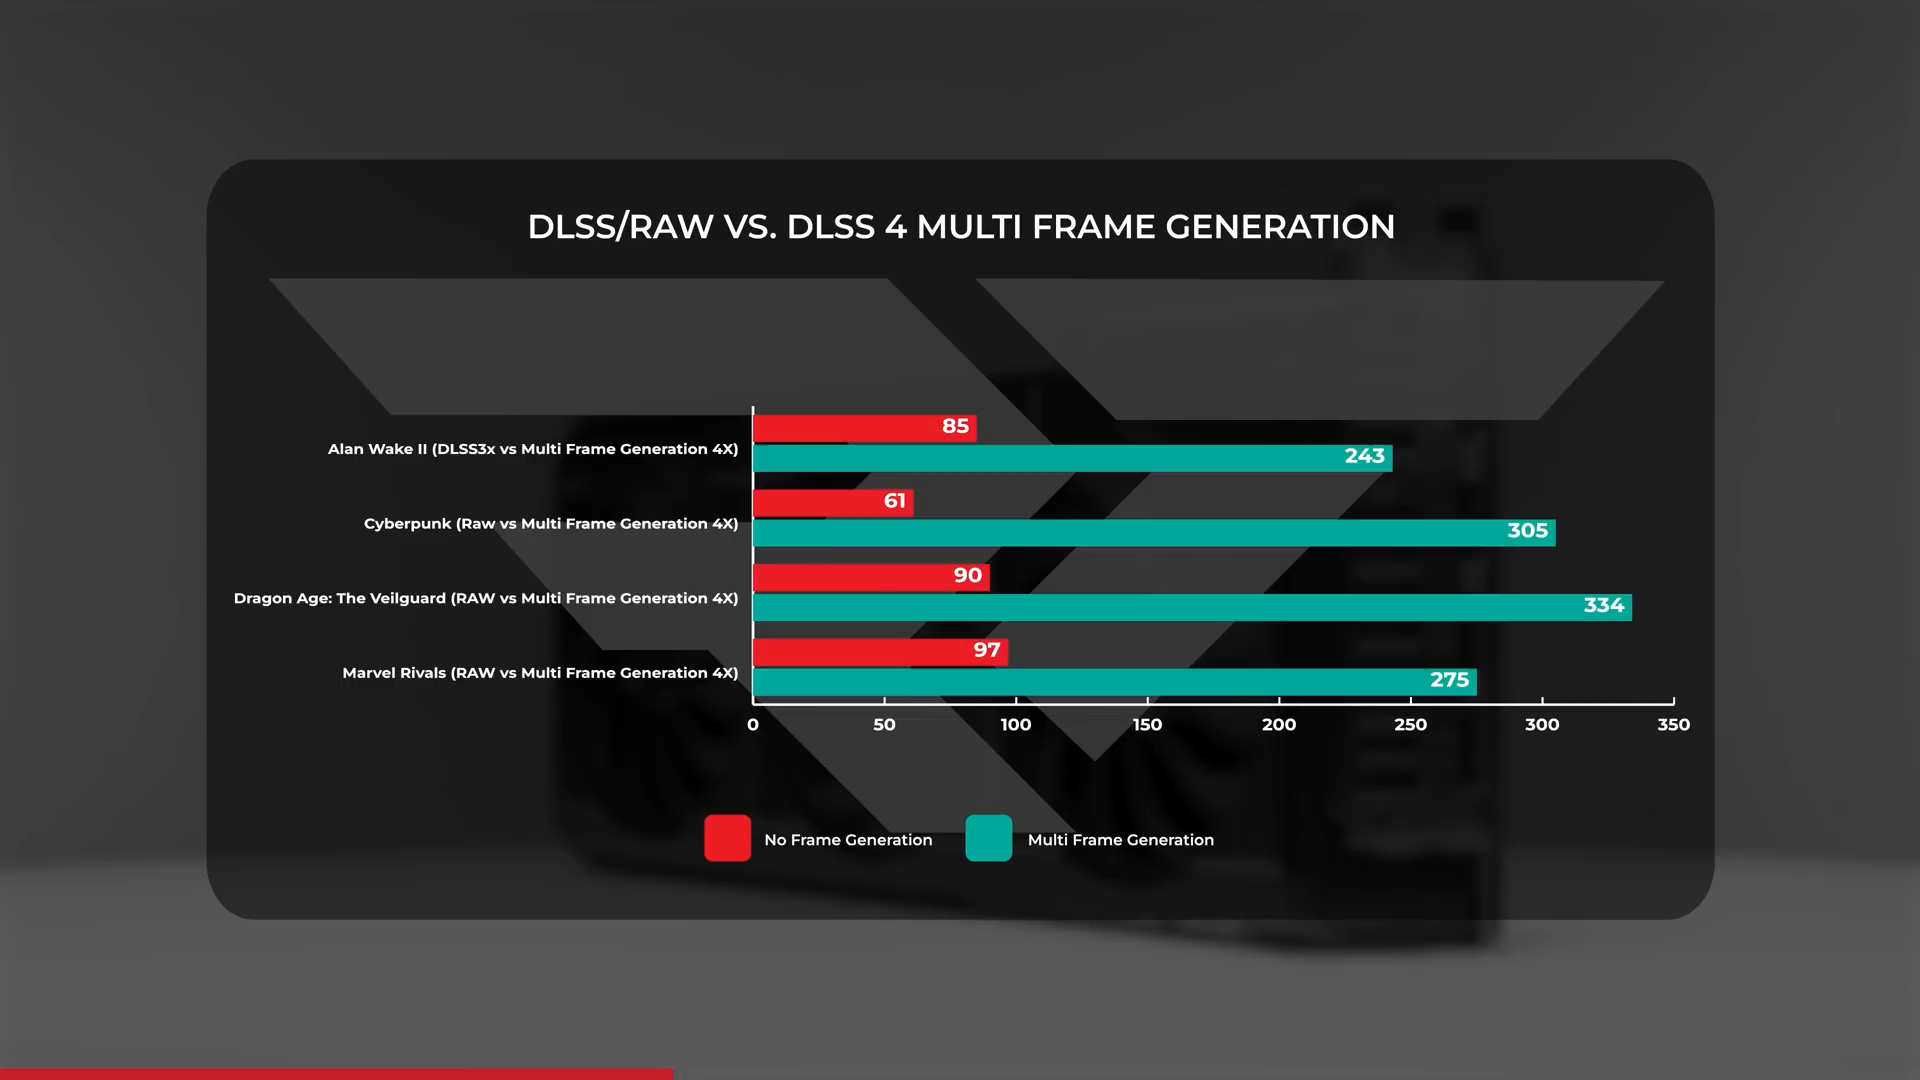 DLSS/RAW VS. DLSS 4 MULTI FRAME GENERATION
Alan Wake II (DLSS3x vs Multi Frame Generation 4X)
85
243
Cyberpunk (Raw vs Multi Frame Generation 4X)
61
305
Dragon Age: The Veilguard (RAW vs Multi Frame Generation 4X)
90
334
Marvel Rivals (RAW vs Multi Frame Generation 4X)
97
275
0 50 100 150 200 250 300 350
No Frame Generation Multi Frame Generation